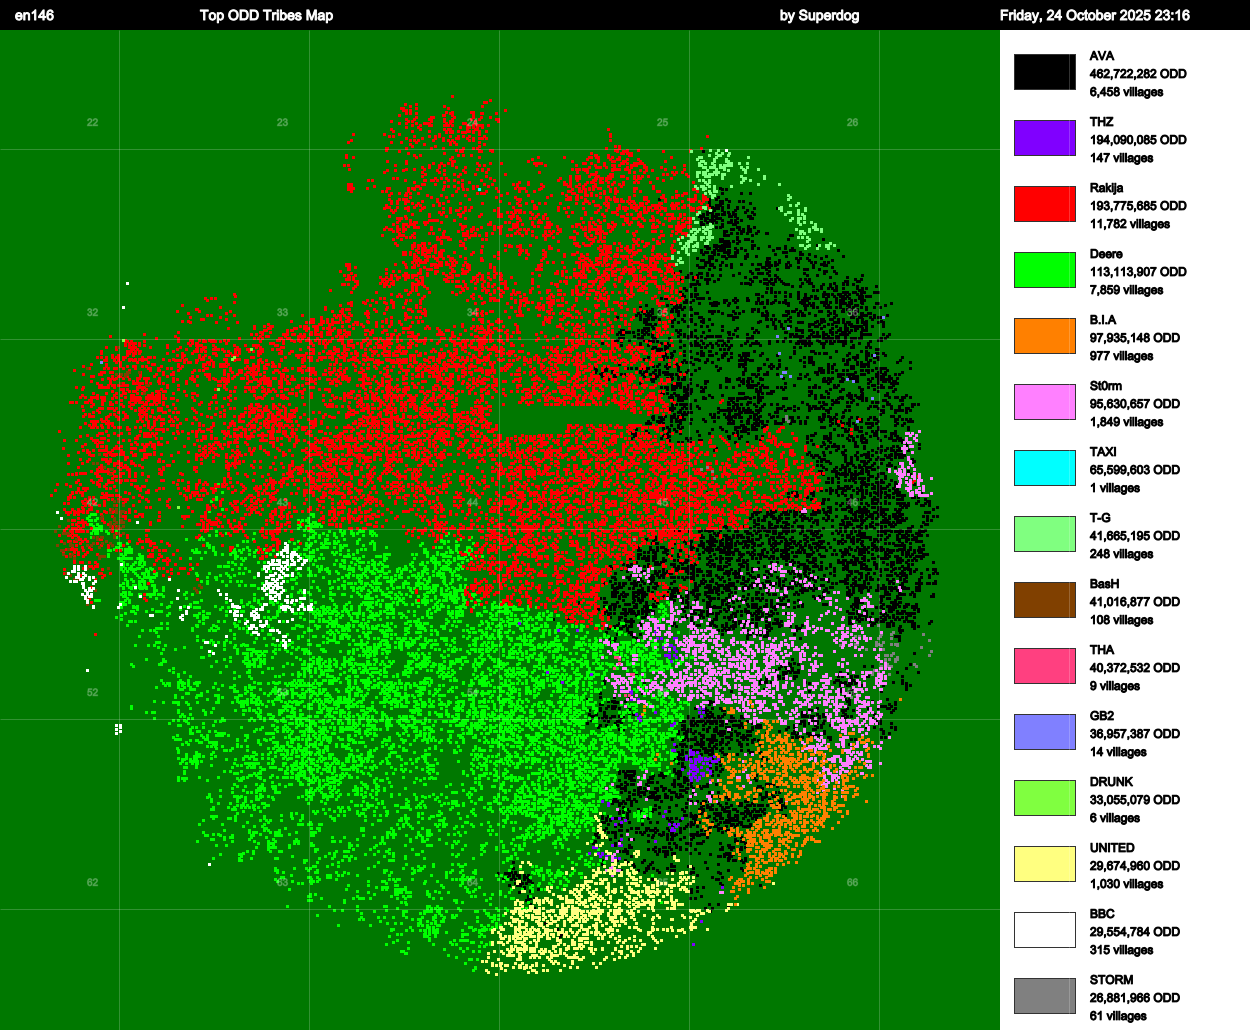 en146 Top ODD Tribes Map by Superdog Friday, 24 October 2025 23:16
AVA
462,722,282 ODD
6,458 villages
THZ
194,090,085 ODD
147 villages
Rakija
193,775,685 ODD
11,782 villages
Deere
113,113,907 ODD
7,859 villages
B.I.A
97,935,148 ODD
977 villages
St0rm
95,630,657 ODD
1,849 villages
TAXI
65,599,603 ODD
1 villages
T-G
41,665,195 ODD
248 villages
BasH
41,016,877 ODD
108 villages
THA
40,372,532 ODD
9 villages
GB2
36,957,387 ODD
14 villages
DRUNK
33,055,079 ODD
6 villages
UNITED
29,674,960 ODD
1,030 villages
BBC
29,554,784 ODD
315 villages
STORM
26,881,966 ODD
61 villages
22 23 24 25 26
32 33 34
42 43 44 45
52
62 66